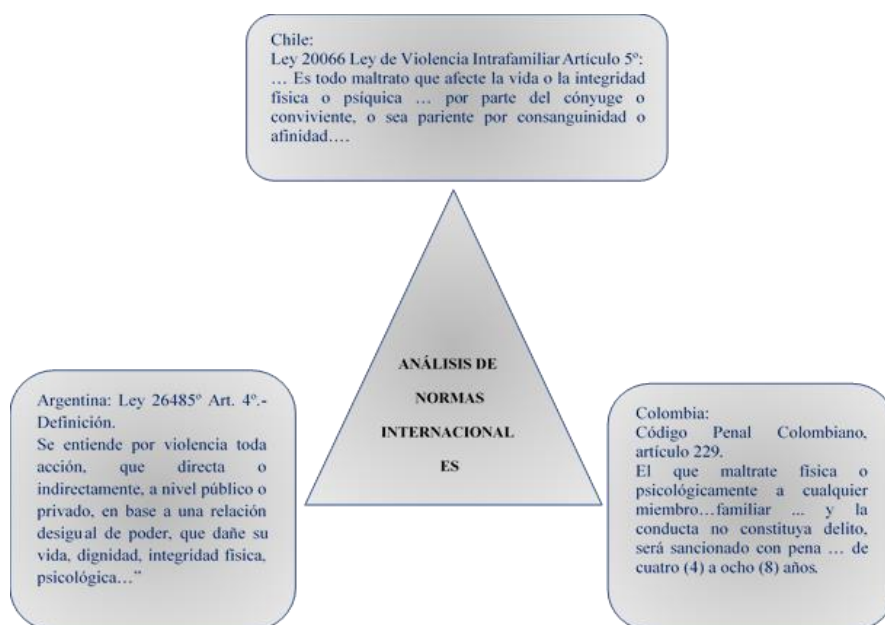 Chile:
Ley 20066 Ley de Violencia Intrafamiliar Artículo 5º:
… Es todo maltrato que afecte la vida o la integridad
física o psíquica … por parte del cónyuge o
conviviente, o sea pariente por consanguinidad o
afinidad….
ANÁLISIS DE
NORMAS
INTERNACIONAL
ES
Argentina: Ley 26485º Art. 4º.-
Definición.
Se entiende por violencia toda
acción, que directa o
indirectamente, a nivel público o
privado, en base a una relación
desigual de poder, que dañe su
vida, dignidad, integridad física,
psicológica…”
Colombia:
Código Penal Colombiano,
artículo 229.
El que maltrate física o
psicológicamente a cualquier
miembro…familiar ... y la
conducta no constituya delito,
será sancionado con pena … de
cuatro (4) a ocho (8) años.